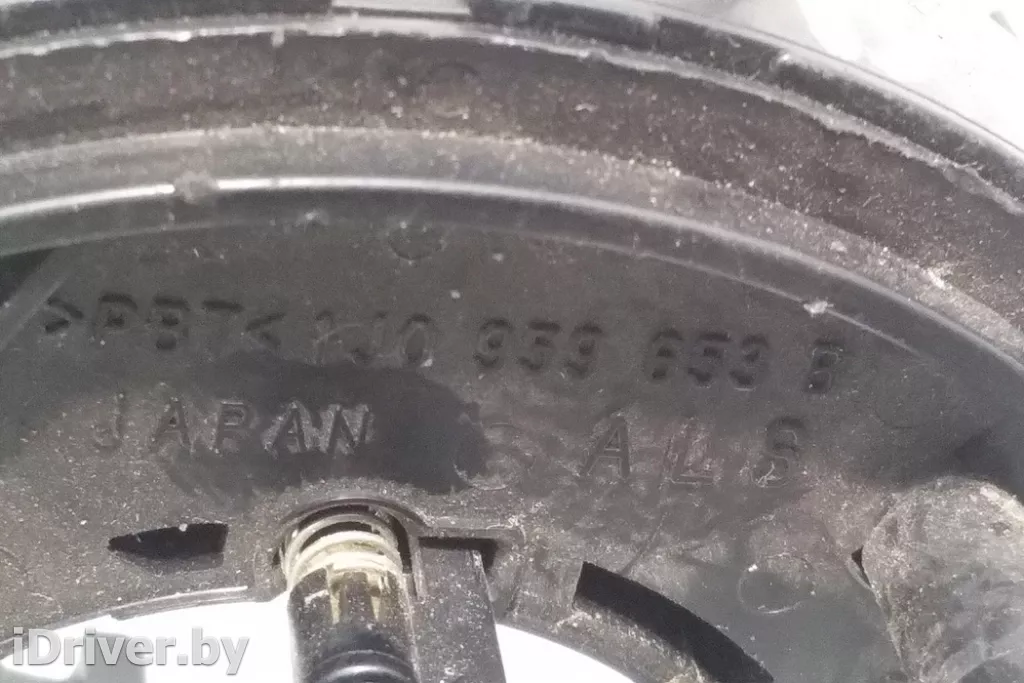 >PBT< 1J0 959 653 B
JAPAN ALS
iDriver.by